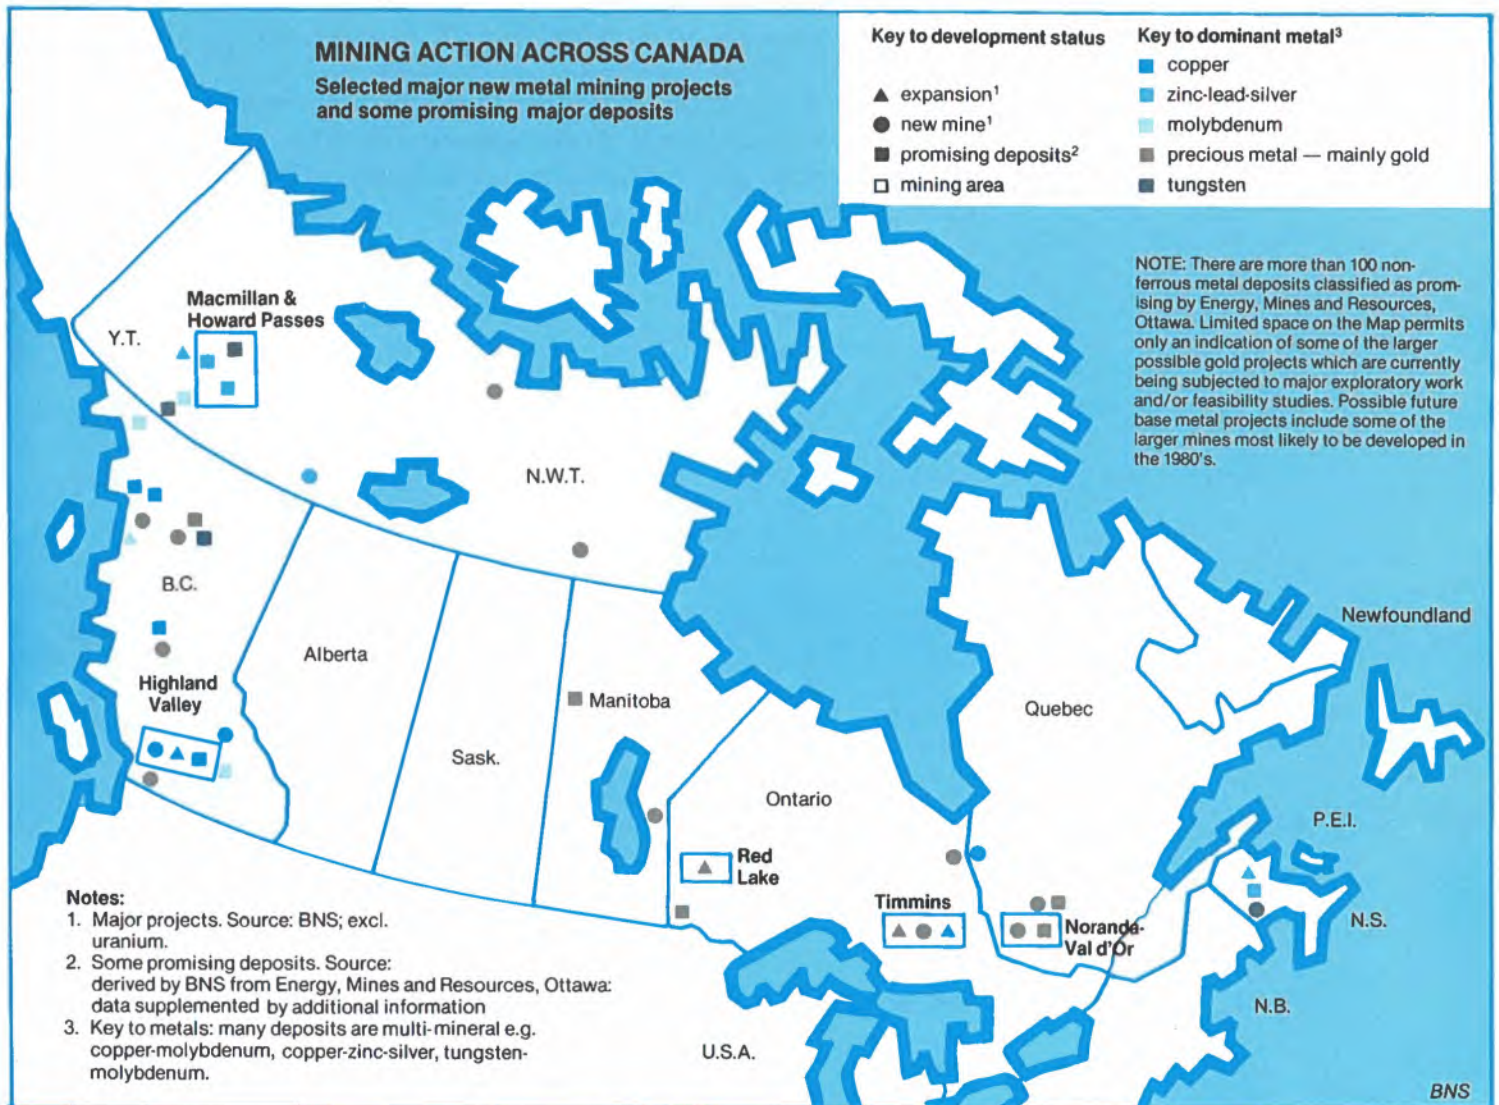 MINING ACTION ACROSS CANADA
Selected major new metal mining projects
and some promising major deposits
Key to development status
expansion¹
new mine¹
promising deposits²
mining area
Key to dominant metal³
copper
zinc-lead-silver
molybdenum
precious metal — mainly gold
tungsten
NOTE: There are more than 100 non-
ferrous metal deposits classified as prom-
ising by Energy, Mines and Resources,
Ottawa. Limited space on the Map permits
only an indication of some of the larger
possible gold projects which are currently
being subjected to major exploratory work
and/or feasibility studies. Possible future
base metal projects include some of the
larger mines most likely to be developed in
the 1980's.
Macmillan &
Howard Passes
Y.T.
N.W.T.
B.C.
Alberta
Newfoundland
Highland
Valley
Manitoba
Quebec
Sask.
Ontario
P.E.I.
Red
Lake
Timmins
Noranda-
Val d'Or
N.S.
N.B.
U.S.A.
Notes:
1. Major projects. Source: BNS; excl.
uranium.
2. Some promising deposits. Source:
derived by BNS from Energy, Mines and Resources, Ottawa:
data supplemented by additional information
3. Key to metals: many deposits are multi-mineral e.g.
copper-molybdenum, copper-zinc-silver, tungsten-
molybdenum.
BNS